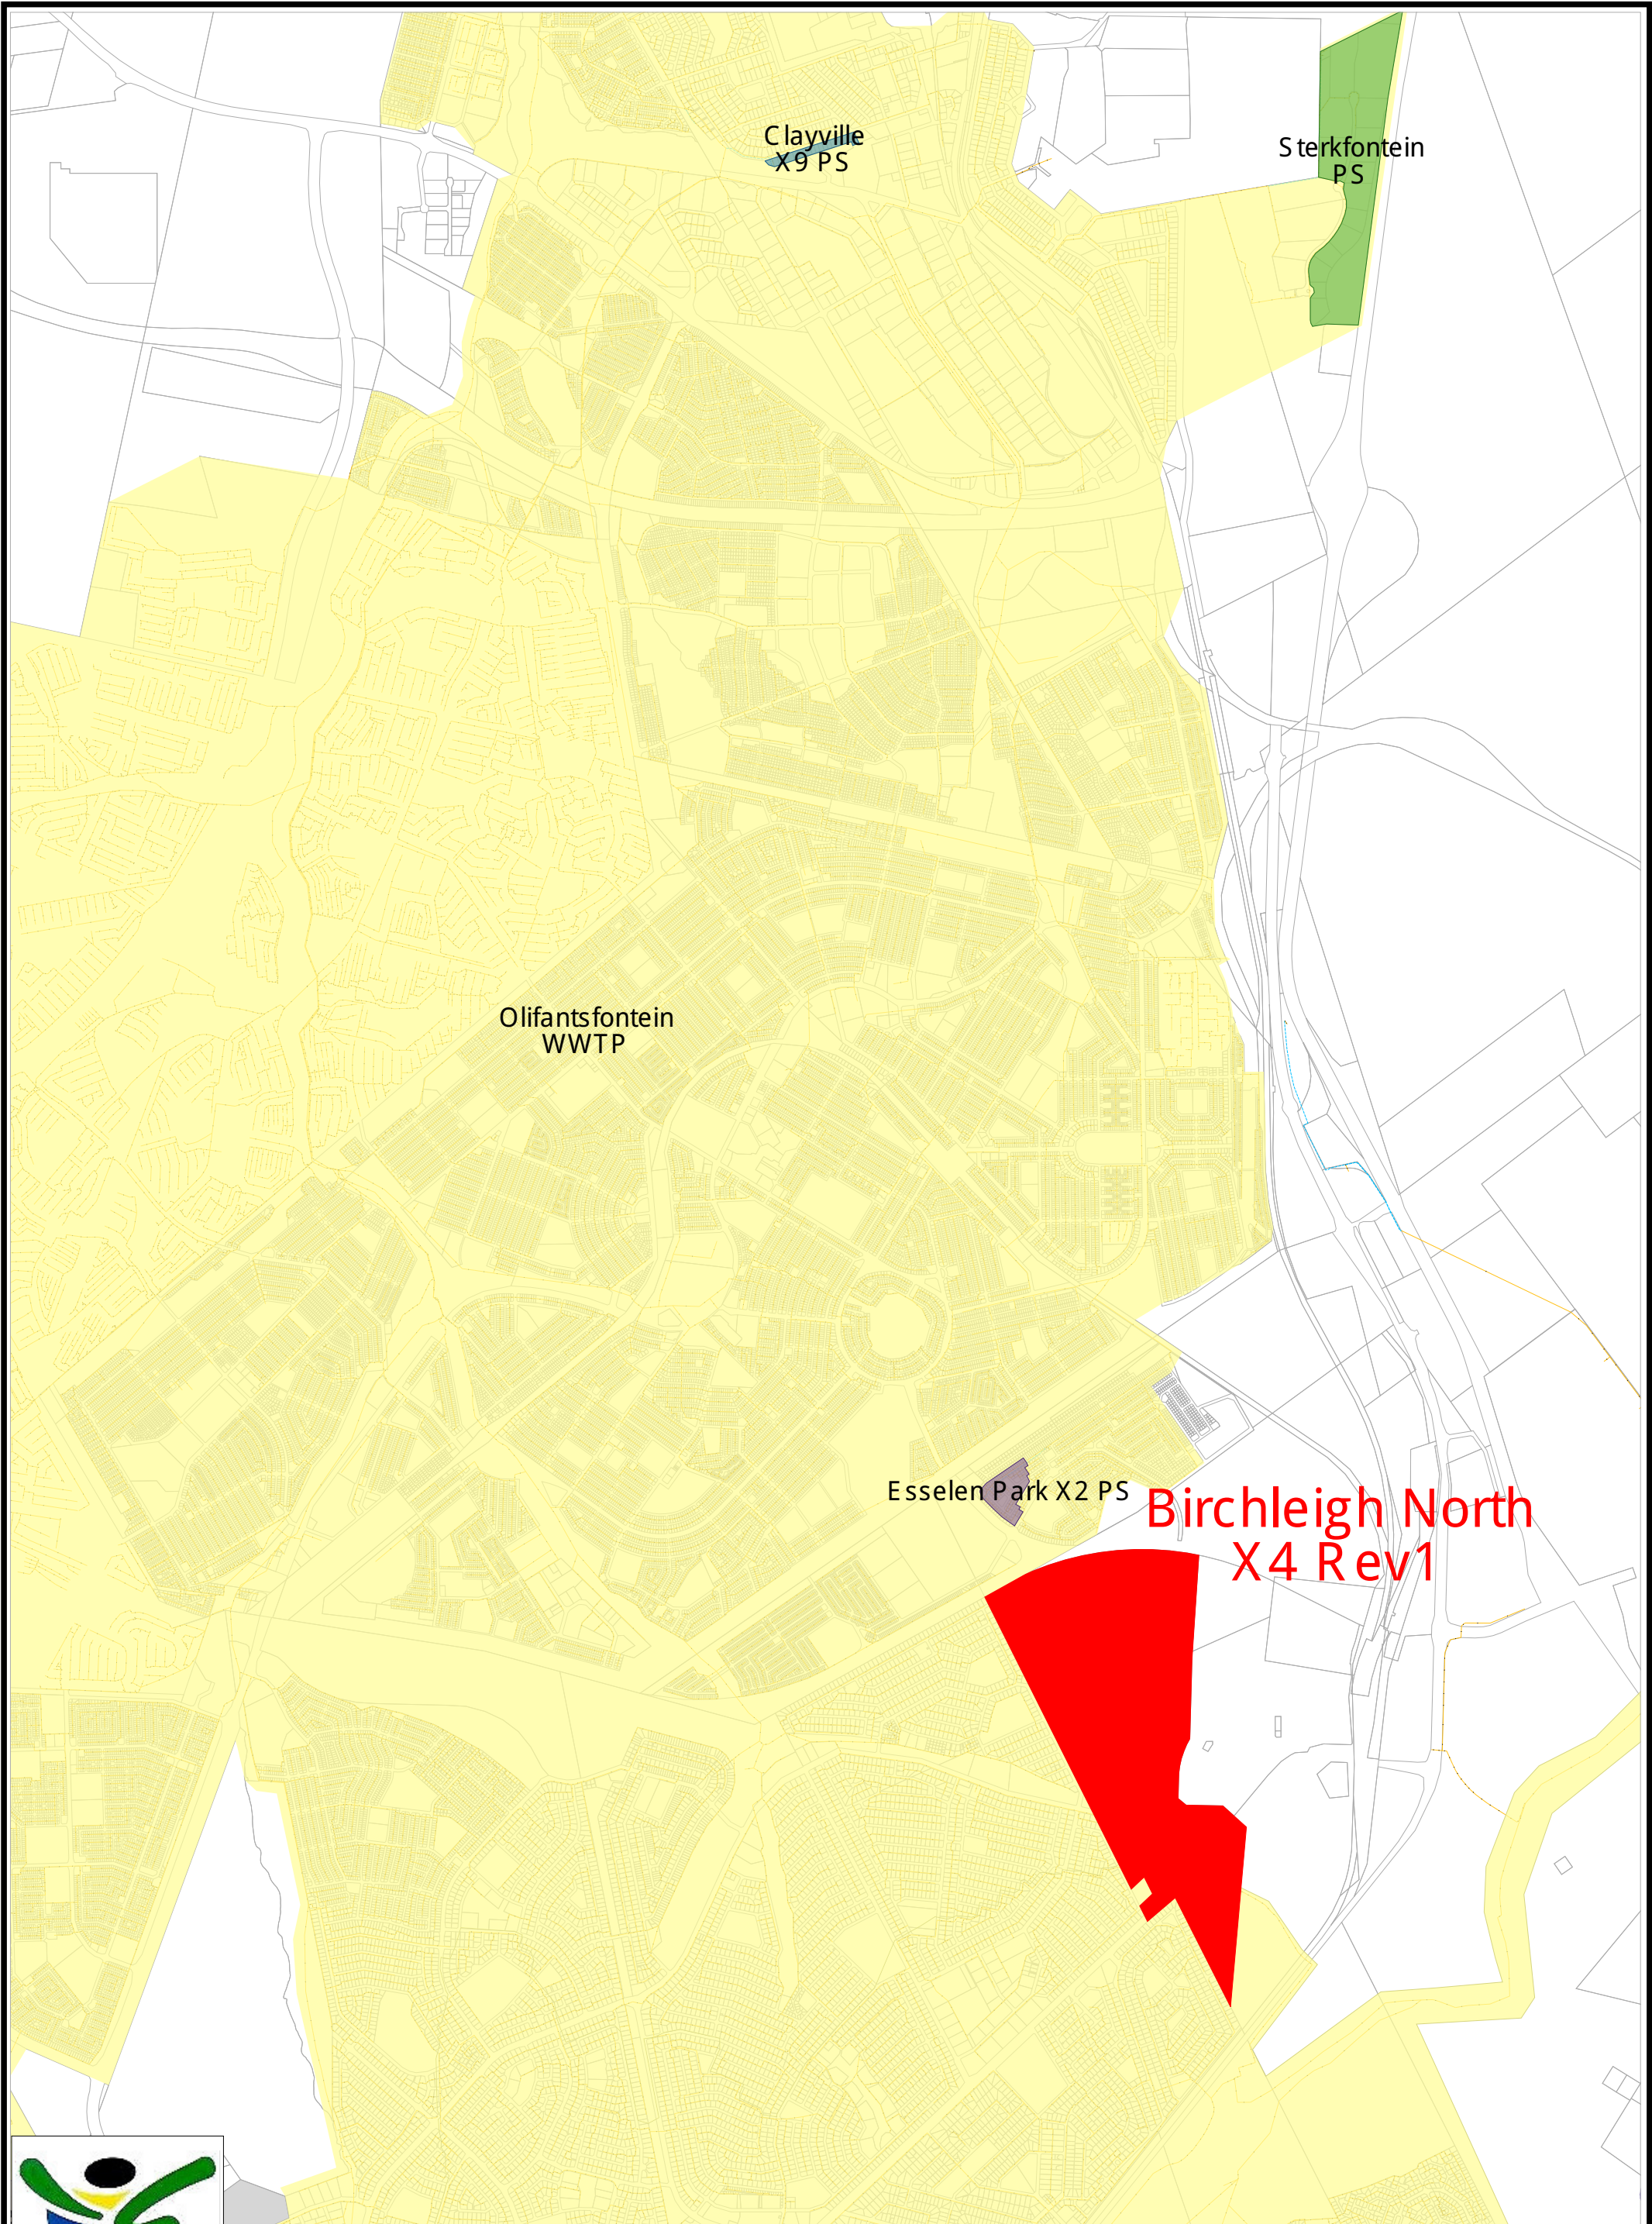 Clayville
X9 PS
Sterkfontein
PS
Olifantsfontein
WWTP
Esselen Park X2 PS
Birchleigh North
X4 Rev1